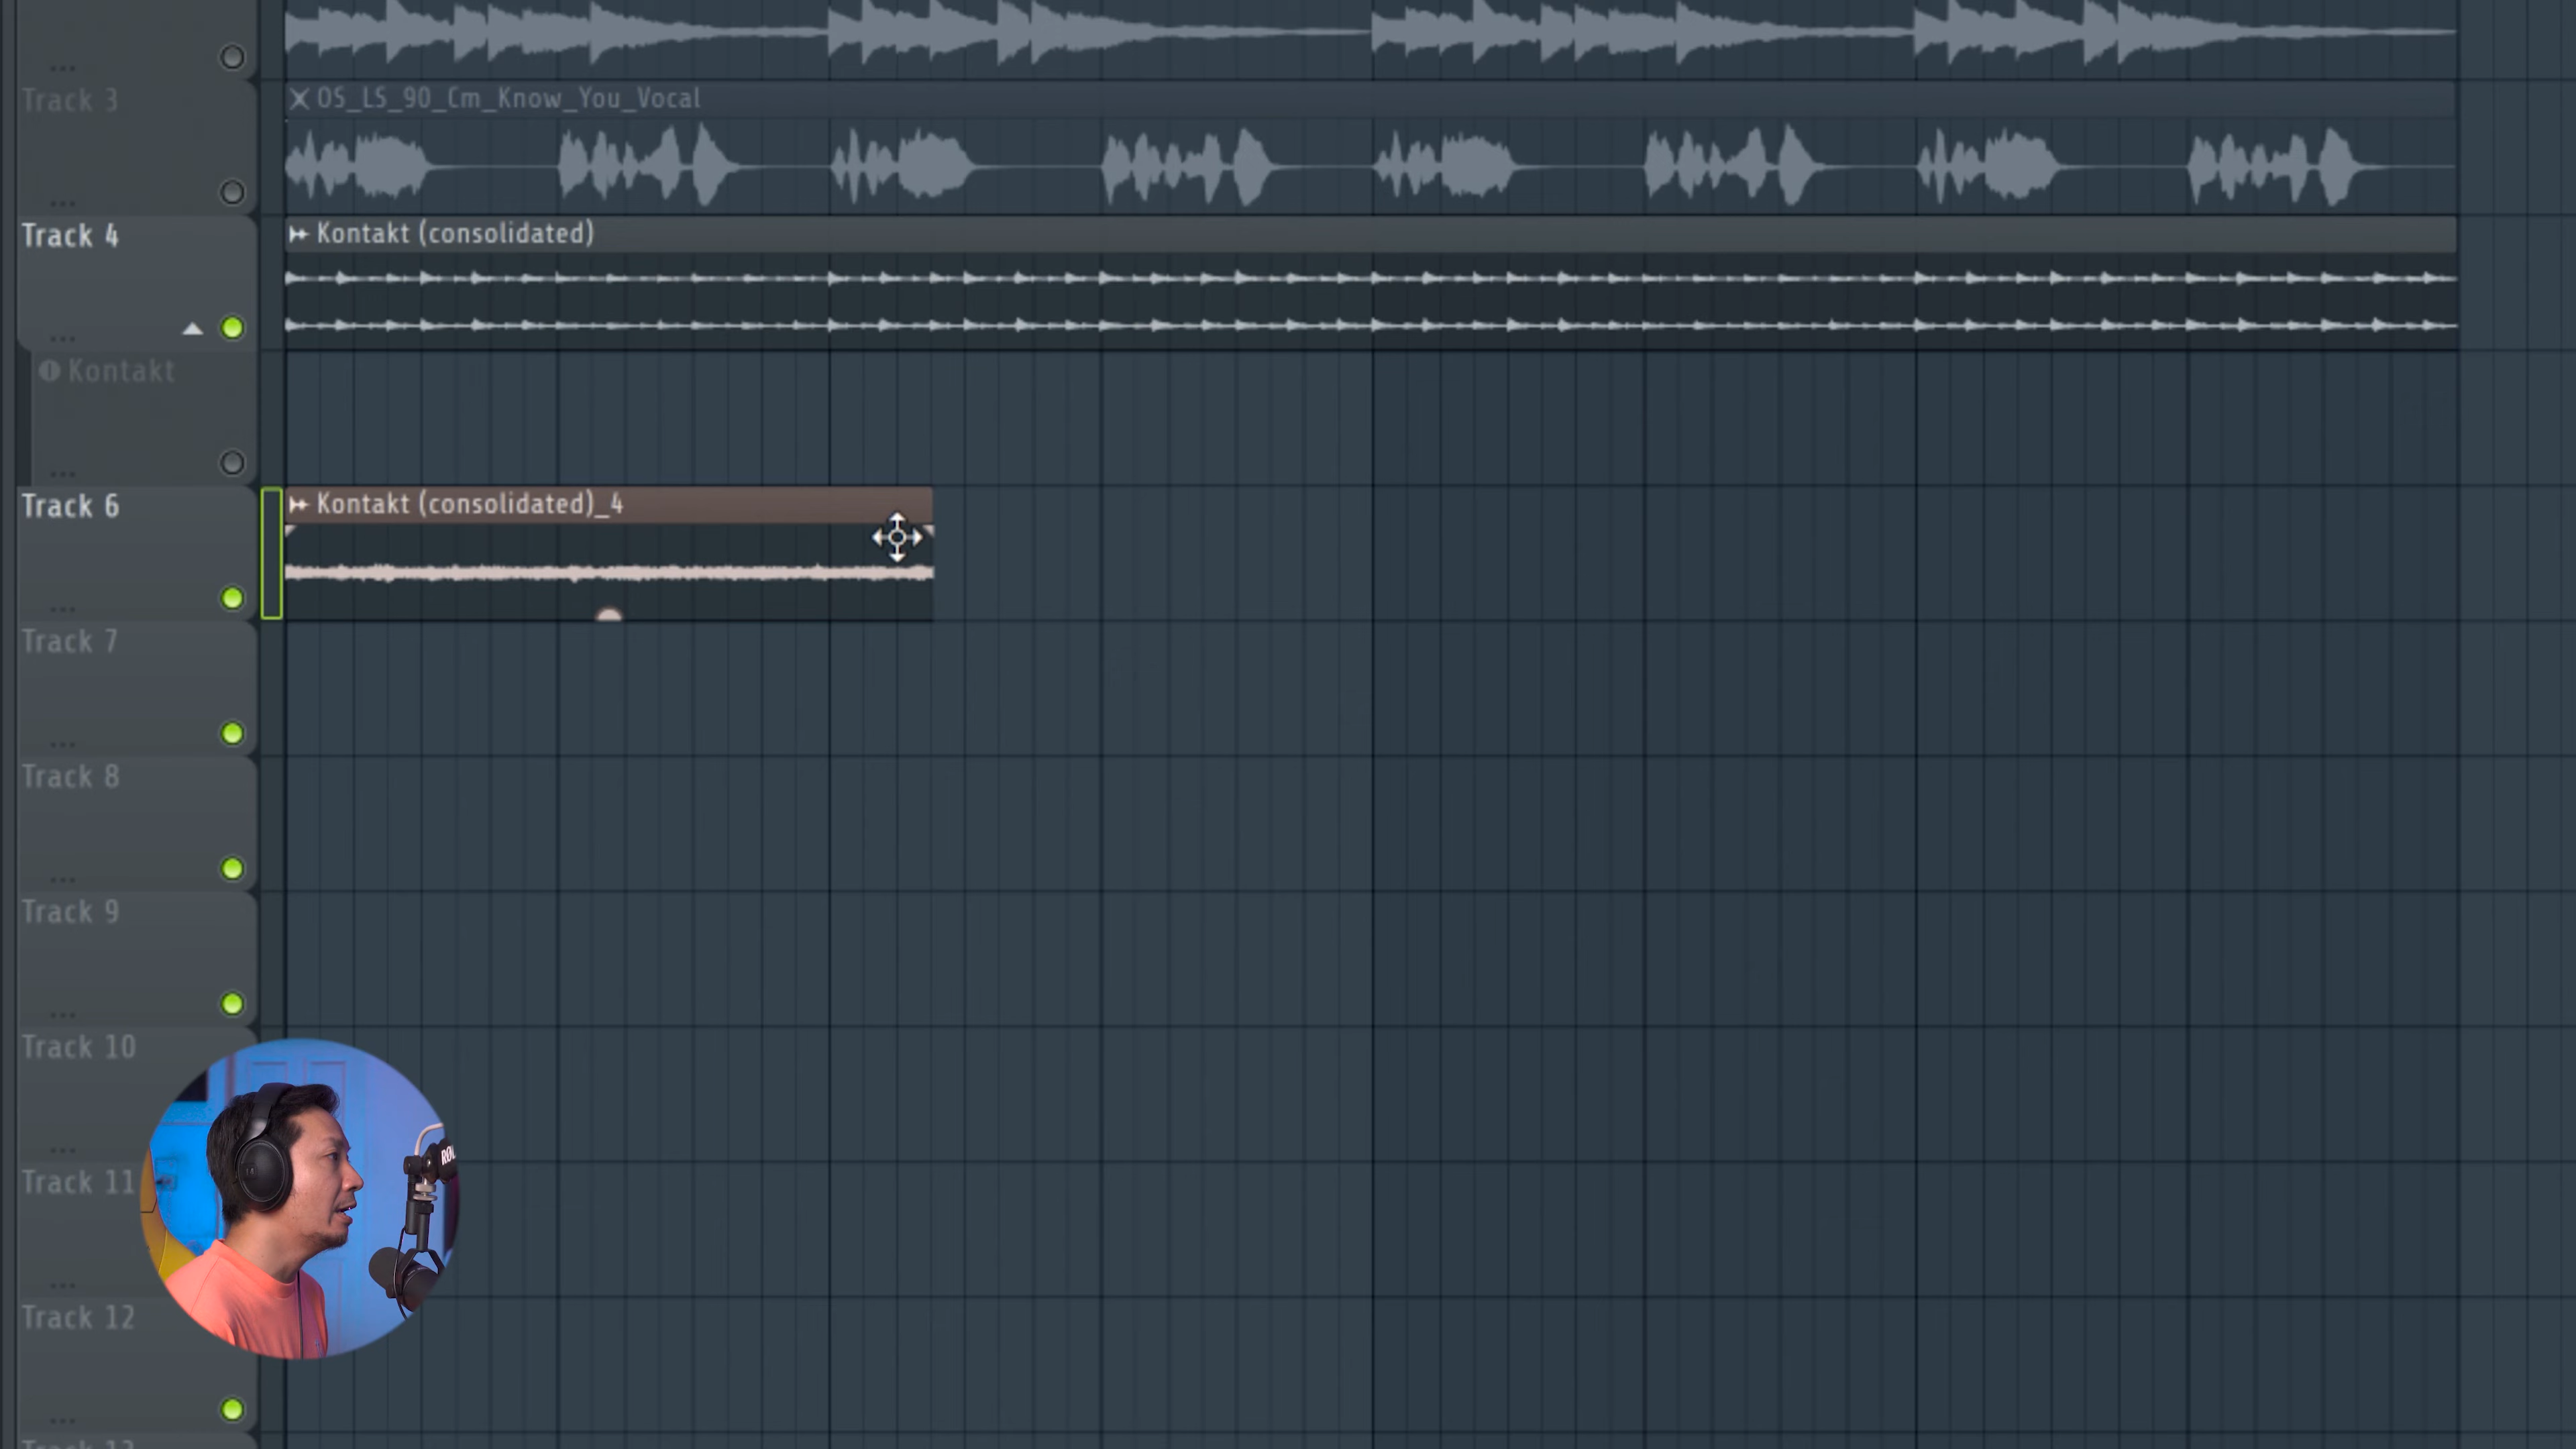 ...
Track 3
OS_LS_90_Cm_Know_You_Vocal
...
Track 4
Kontakt (consolidated)
...
Kontakt
...
Track 6
Kontakt (consolidated)_4
...
Track 7
...
Track 8
...
Track 9
...
Track 10
...
Track 11
...
Track 12
...